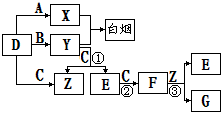 A X
D B Y 白烟
C ①
C Z E C ② F Z ③ E
G